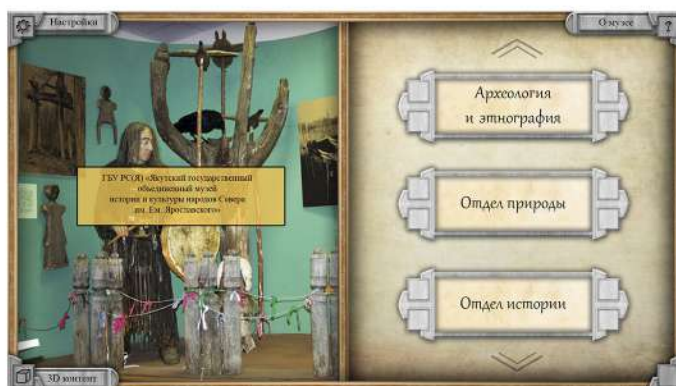 Настройки
О музее
?
ГБУ РС(Я) «Якутский государственный
объединенный музей
истории и культуры народов Севера
им. Ем. Ярославского»
Археология
и этнография
Отдел природы
Отдел истории
3D контент